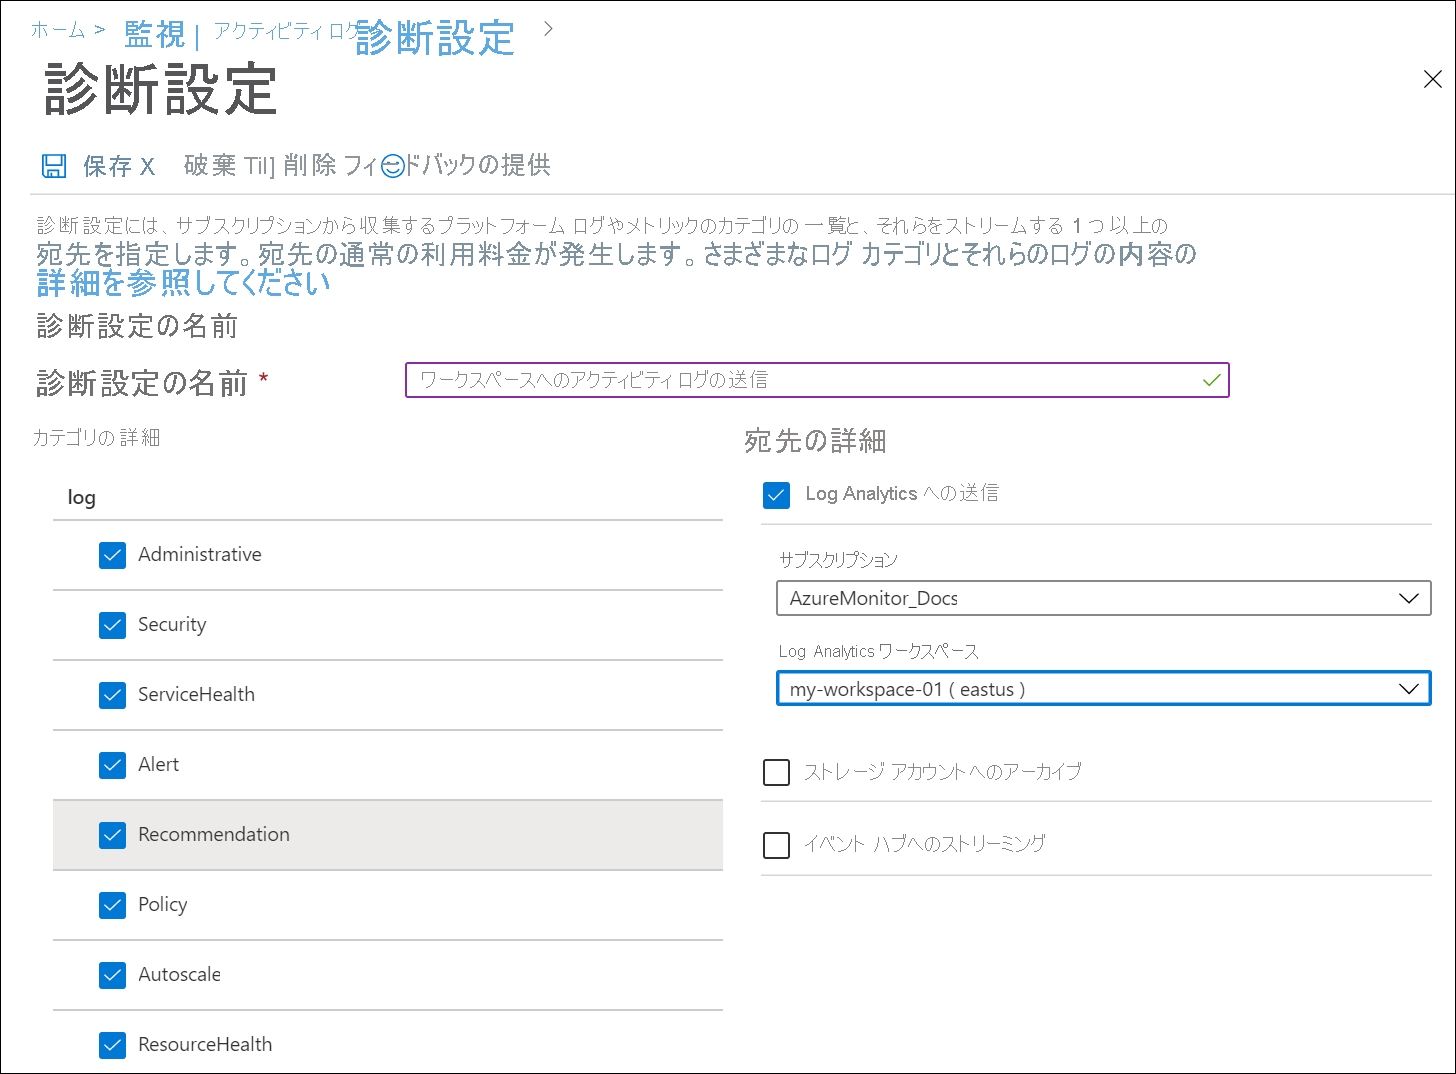 ホーム > 監視 | アクティビティ ログ 診断設定 >
診断設定
保存 X 破棄 Til] 削除 フィードバックの提供
診断設定には、サブスクリプションから収集するプラットフォーム ログやメトリックのカテゴリの一覧と、それらをストリームする 1 つ以上の
宛先を指定します。宛先の通常の利用料金が発生します。さまざまなログ カテゴリとそれらのログの内容の
詳細を参照してください
診断設定の名前
診断設定の名前 *
ワークスペースへのアクティビティ ログの送信
カテゴリの詳細
log
Administrative
Security
ServiceHealth
Alert
Recommendation
Policy
Autoscale
ResourceHealth
宛先の詳細
Log Analytics への送信
サブスクリプション
AzureMonitor_Docs
Log Analytics ワークスペース
my-workspace-01 ( eastus )
ストレージ アカウントへのアーカイブ
イベント ハブへのストリーミング